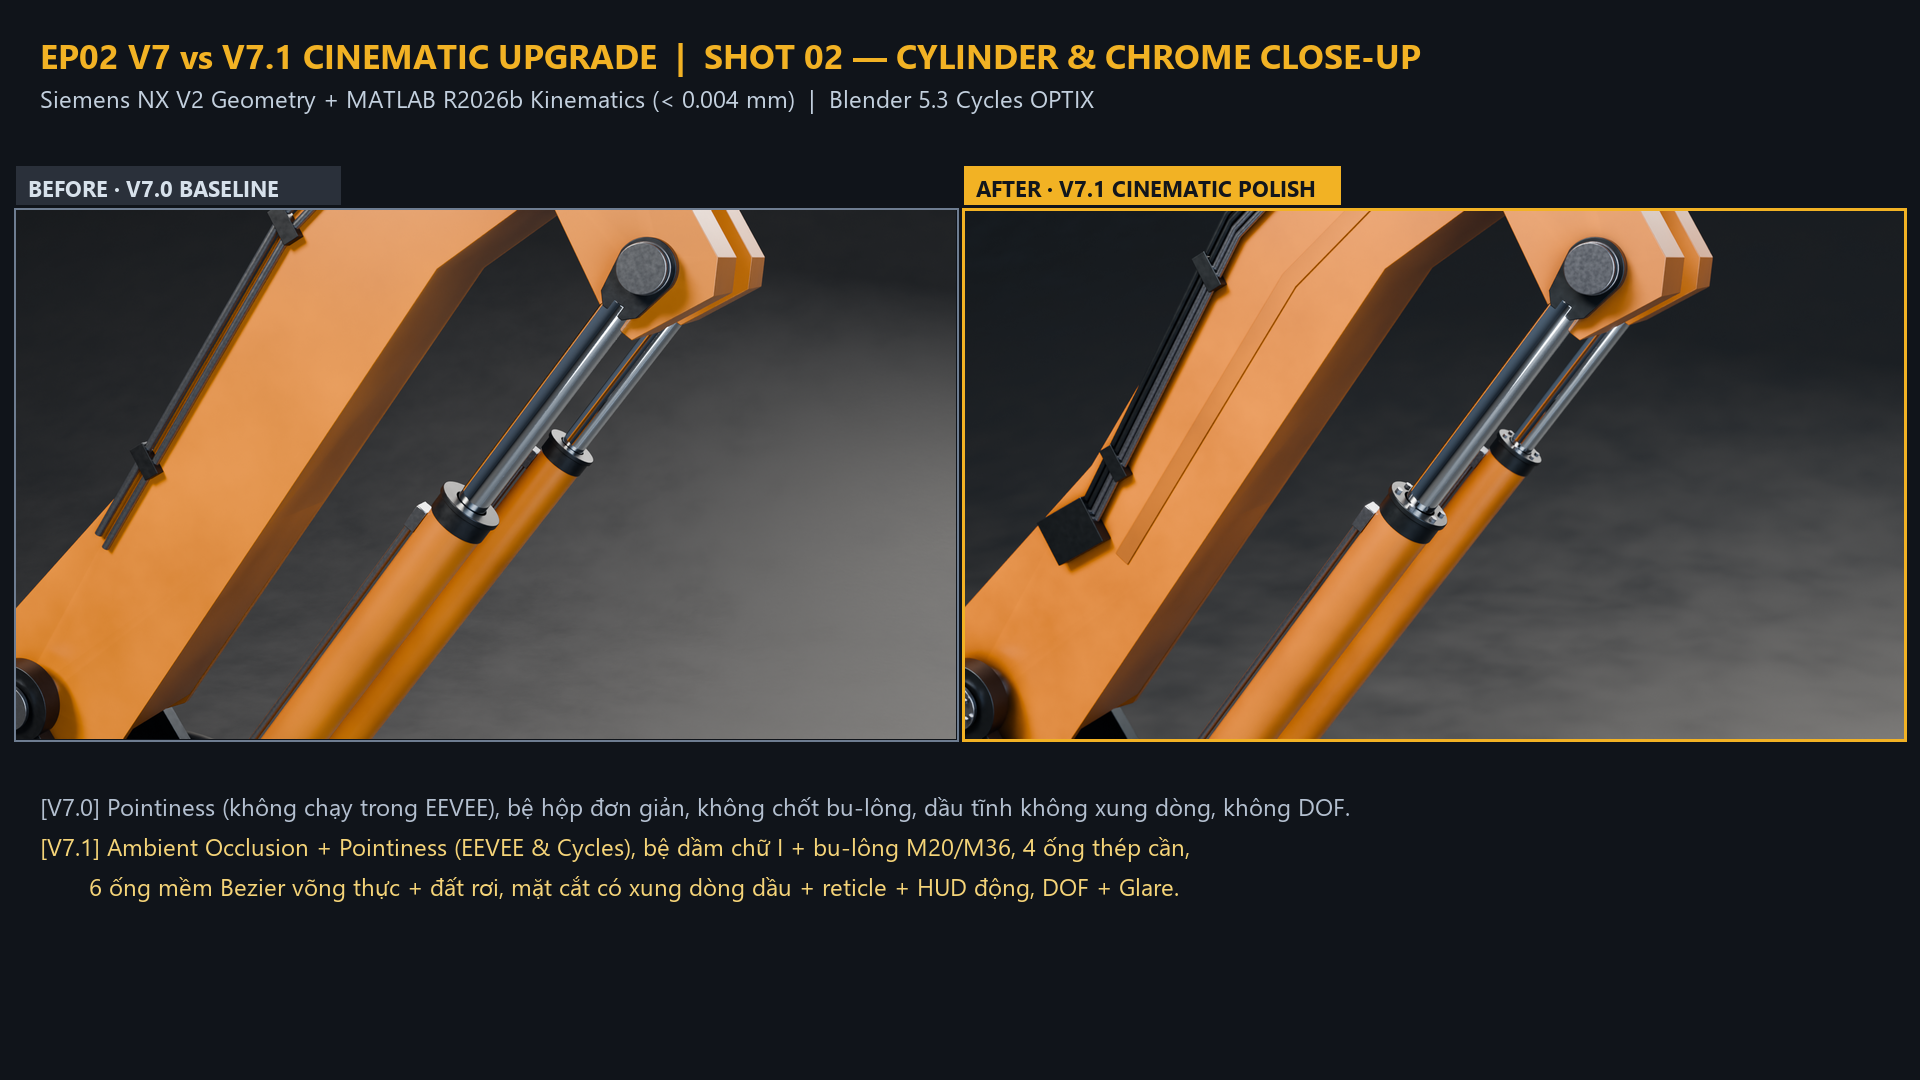 EP02 V7 vs V7.1 CINEMATIC UPGRADE | SHOT 02 — CYLINDER & CHROME CLOSE-UP
Siemens NX V2 Geometry + MATLAB R2026b Kinematics (< 0.004 mm) | Blender 5.3 Cycles OPTIX
BEFORE · V7.0 BASELINE
AFTER · V7.1 CINEMATIC POLISH
[V7.0] Pointiness (không chạy trong EEVEE), bệ hộp đơn giản, không chốt bu-lông, dầu tĩnh không xung dòng, không DOF.
[V7.1] Ambient Occlusion + Pointiness (EEVEE & Cycles), bệ dầm chữ I + bu-lông M20/M36, 4 ống thép cần,
6 ống mềm Bezier võng thực + đất rơi, mặt cắt có xung dòng dầu + reticle + HUD động, DOF + Glare.